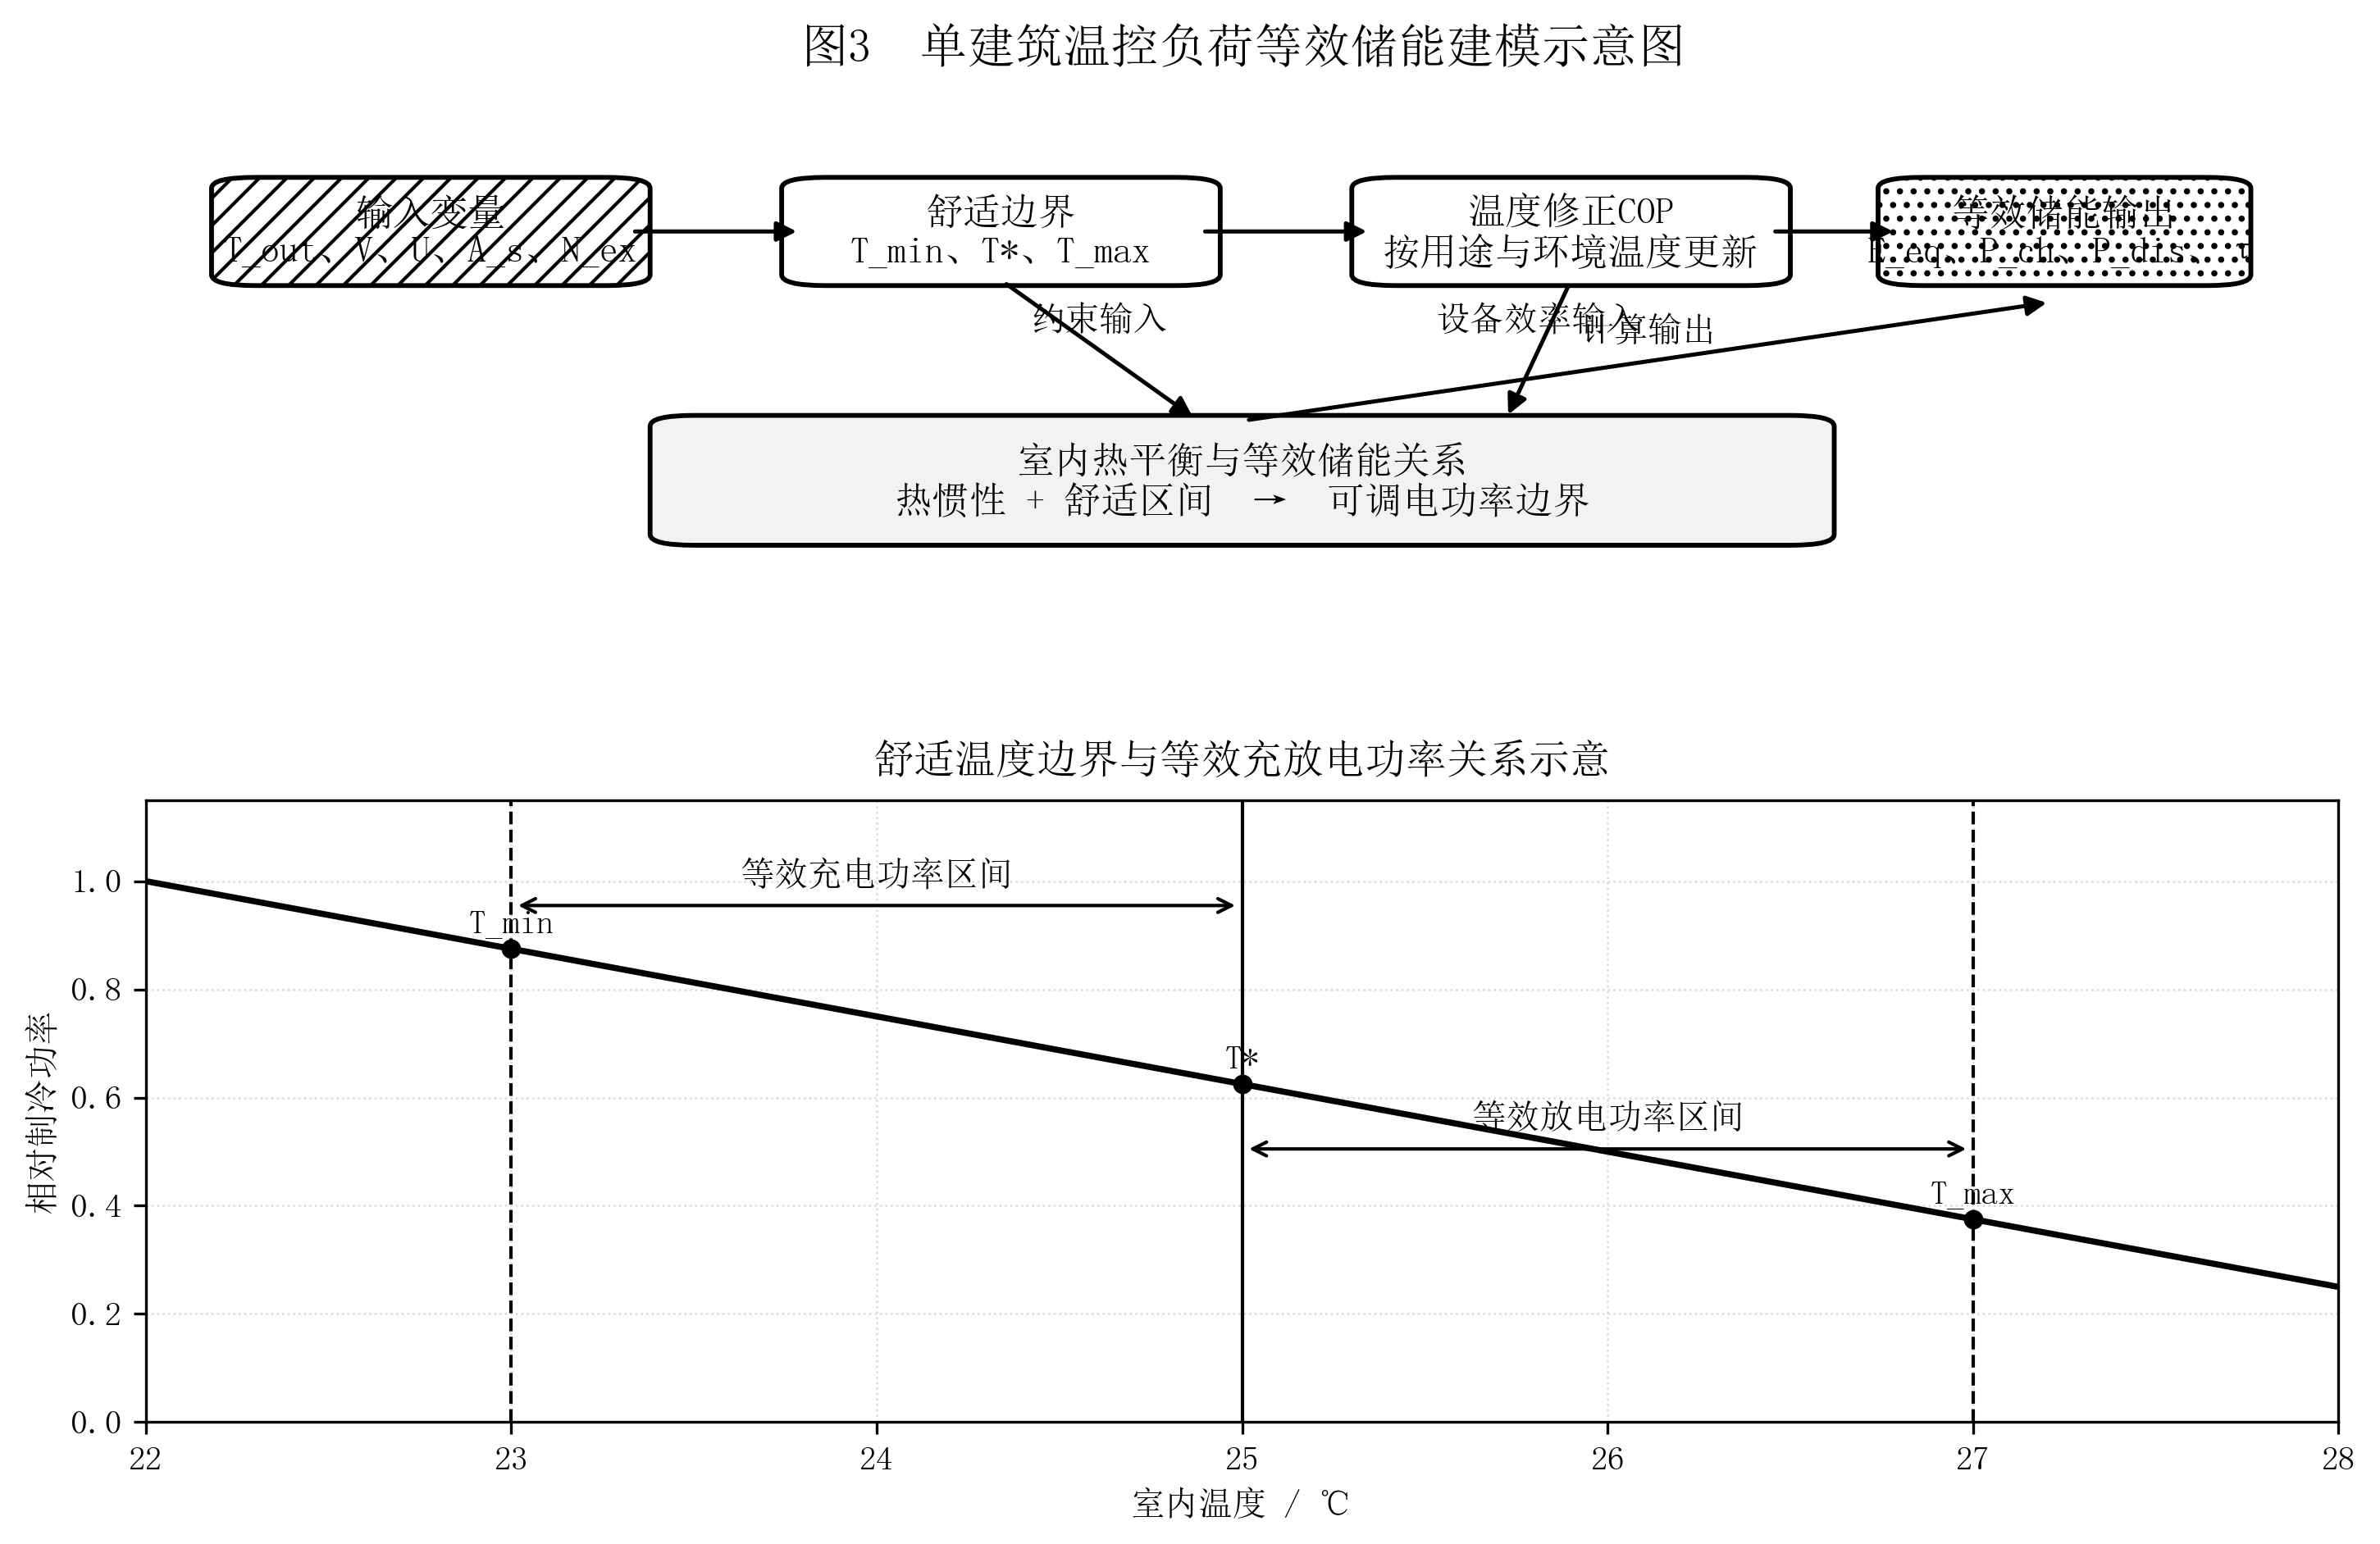 图3  单建筑温控负荷等效储能建模示意图
输入变量
T_out、V、U、A_s、N_ex
舒适边界
T_min、T*、T_max
温度修正COP
按用途与环境温度更新
等效储能输出
E_eq、P_ch、P_dis、
约束输入
设备效率输入
计算输出
室内热平衡与等效储能关系
热惯性 + 舒适区间  →  可调电功率边界
舒适温度边界与等效充放电功率关系示意
相对制冷功率
1.0
0.8
0.6
0.4
0.2
0.0
等效充电功率区间
T_min
T*
等效放电功率区间
T_max
22
23
24
25
26
27
28
室内温度 / ℃